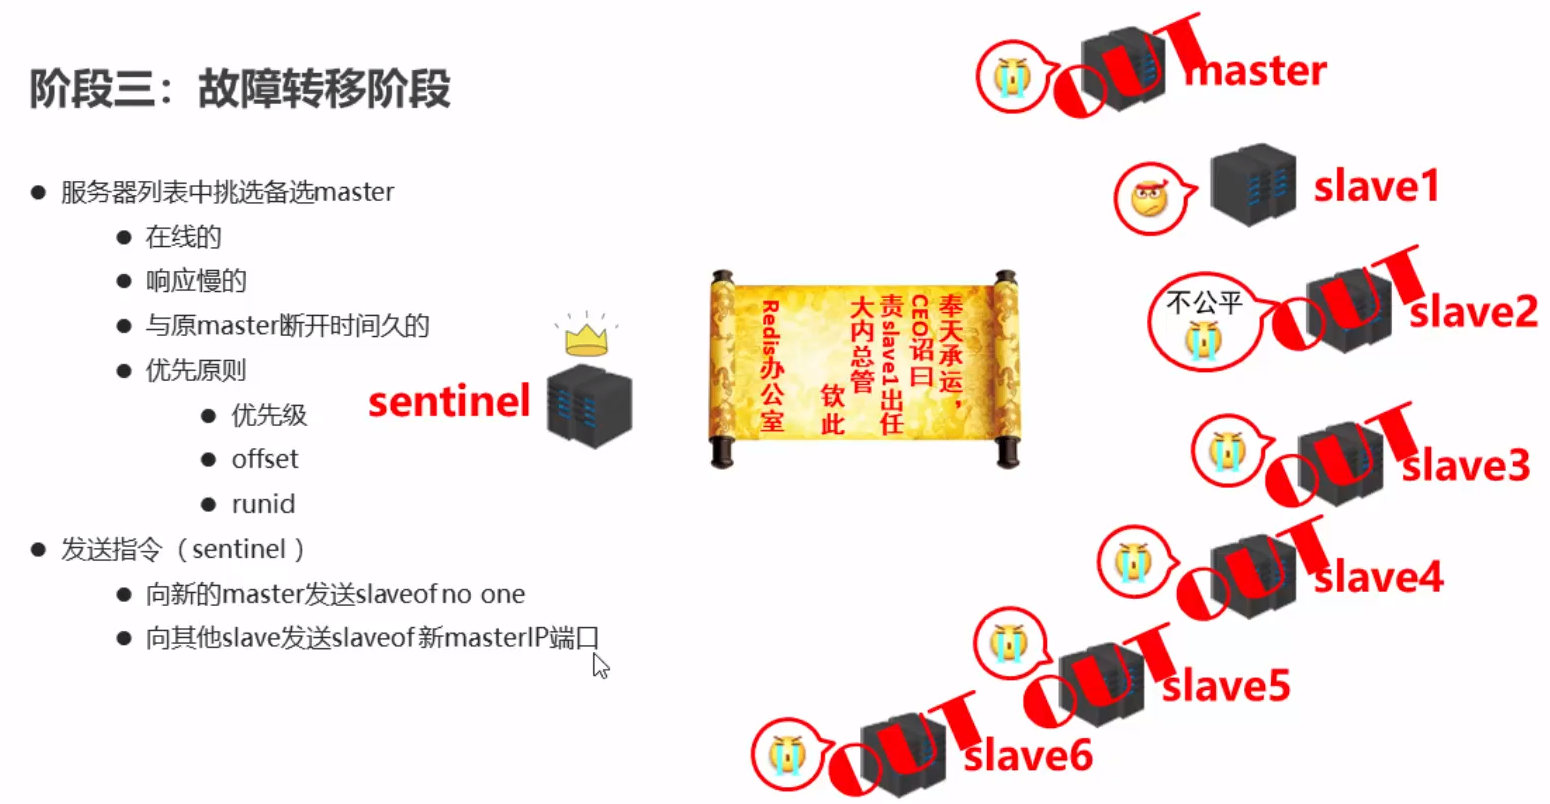 阶段三：故障转移阶段
服务器列表中挑选备选master
在线的
响应慢的
与原master断开时间久的
优先原则
优先级
offset
runid
发送指令（sentinel）
向新的master发送slaveof no one
向其他slave发送slaveof 新masterIP端口
sentinel
奉天承运，
CEO诏曰
责slave1出任
大内总管
钦此
Redis办公室
OUT
master
slave1
不公平
OUT
slave2
OUT
slave3
OUT
slave4
OUT
slave5
OUT
slave6